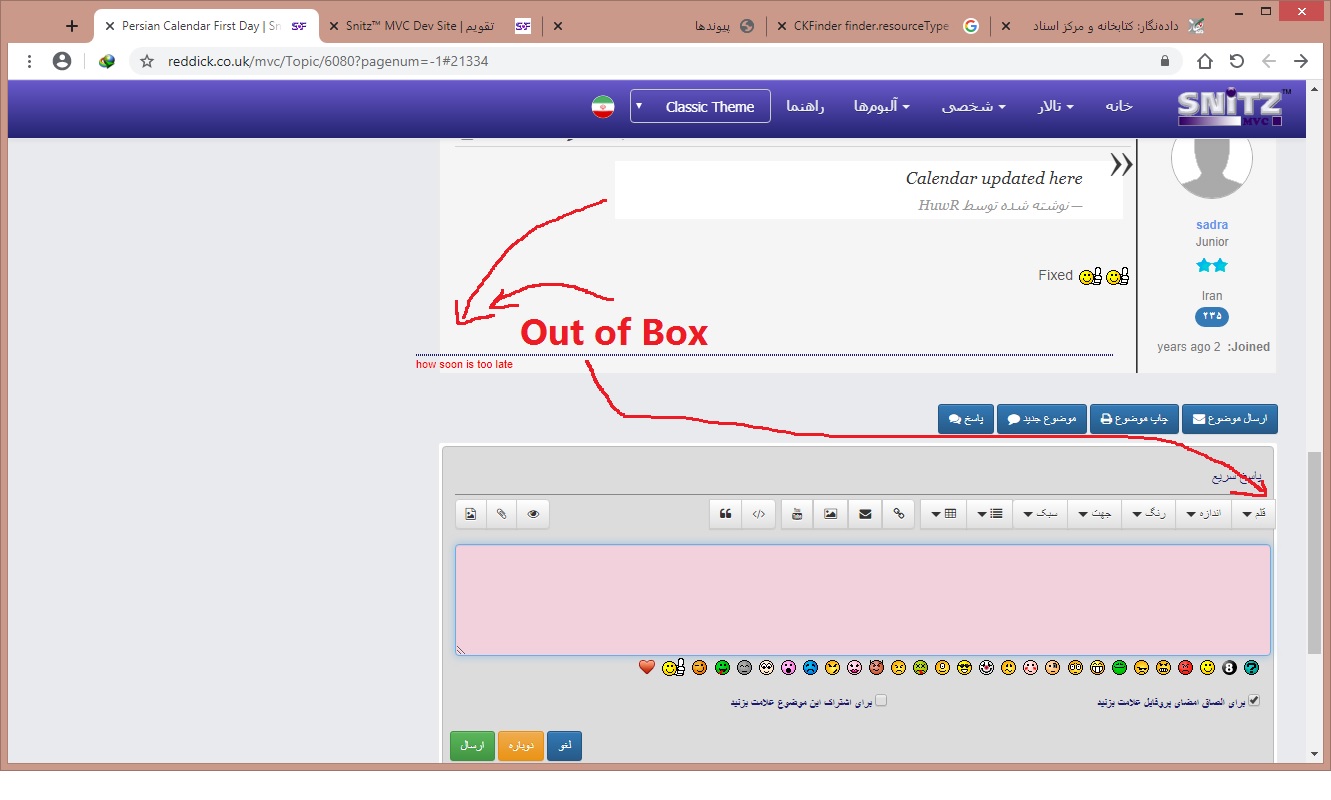 Persian Calendar First Day | Sn
Snitz™ MVC Dev Site | تقویم
پیوندها
CKFinder finder.resourceType
داده‌نگار: کتابخانه و مرکز اسناد
reddick.co.uk/mvc/Topic/6080?pagenum=-1#21334
SNiTZ™
MVC
خانه
تالار
شخصی
آلبوم‌ها
راهنما
Classic Theme
»
Calendar updated here
— نوشته شده توسط HuwR
sadra
Junior
Iran
۲۳۵
years ago 2 :Joined
Fixed
Out of Box
how soon is too late
ارسال موضوع
چاپ موضوع
موضوع جدید
پاسخ
پاسخ سریع
قلم
اندازه
رنگ
جهت
سبک
برای الصاق امضای پروفایل علامت بزنید
برای اشتراک این موضوع علامت بزنید
لغو
دوباره
ارسال